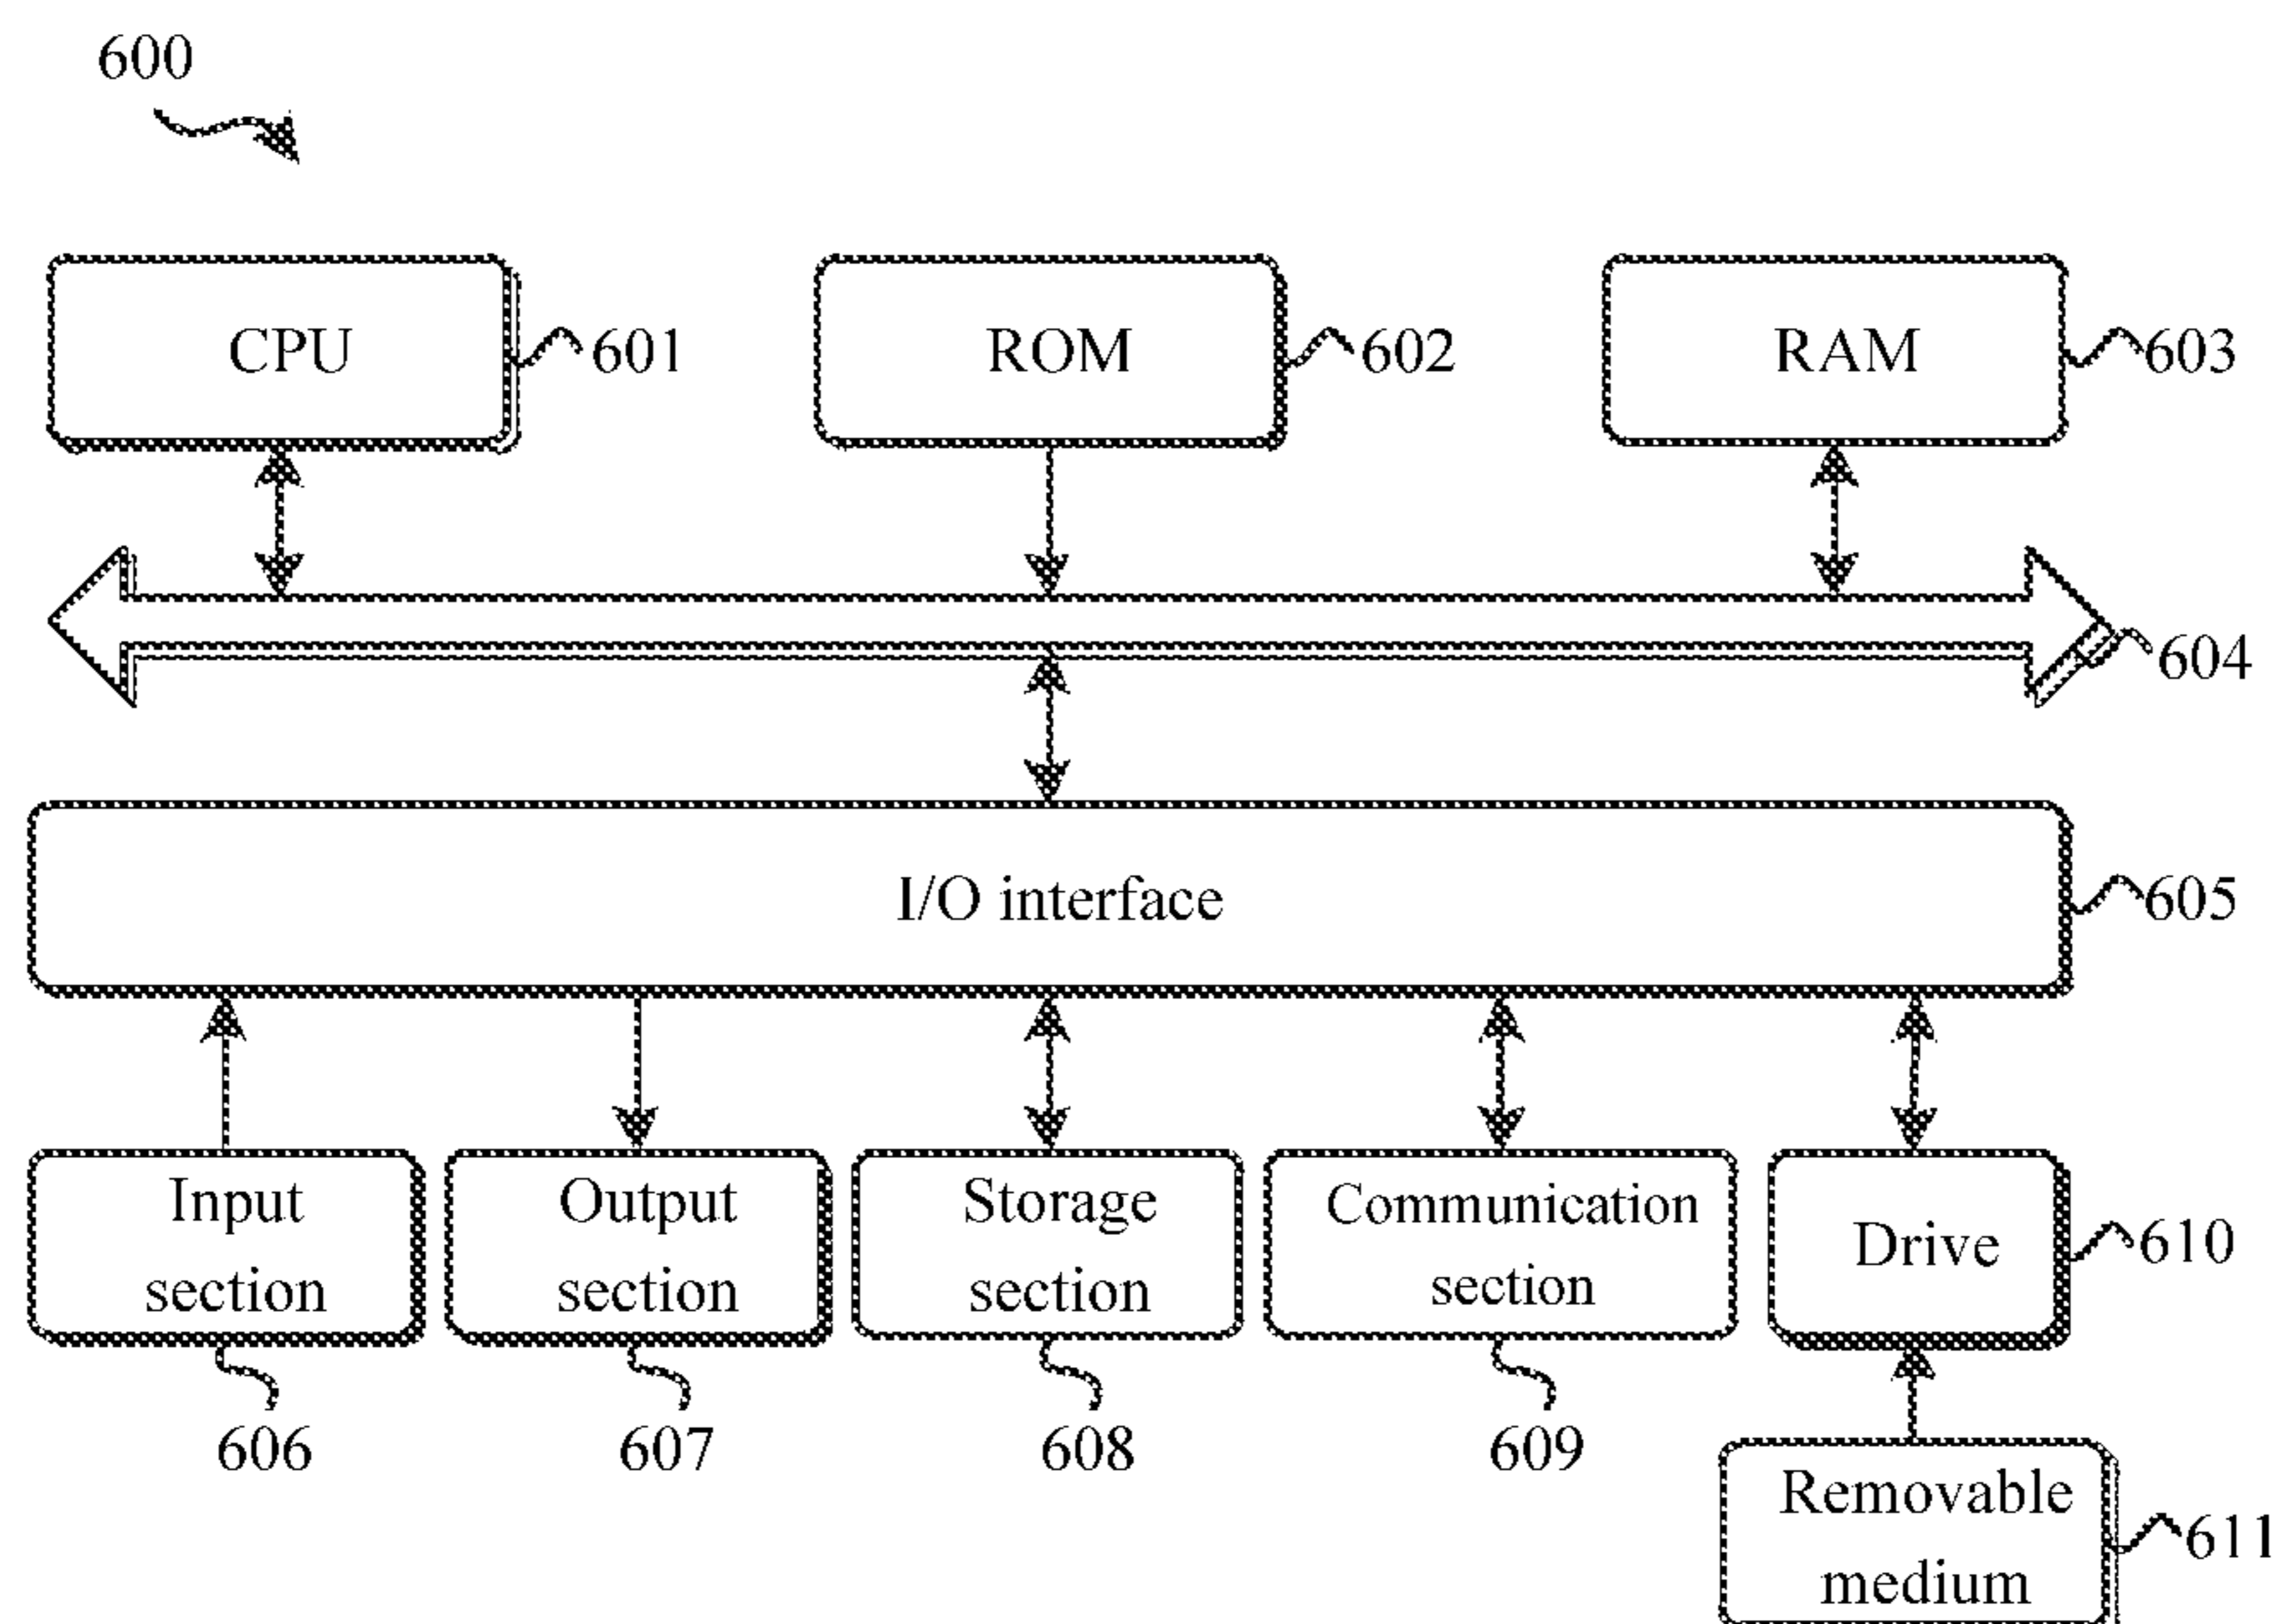 600
CPU
601
ROM
602
RAM
603
604
I/O interface
605
Input
section
Output
section
Storage
section
Communication
section
Drive
610
606
607
608
609
Removable
medium
611